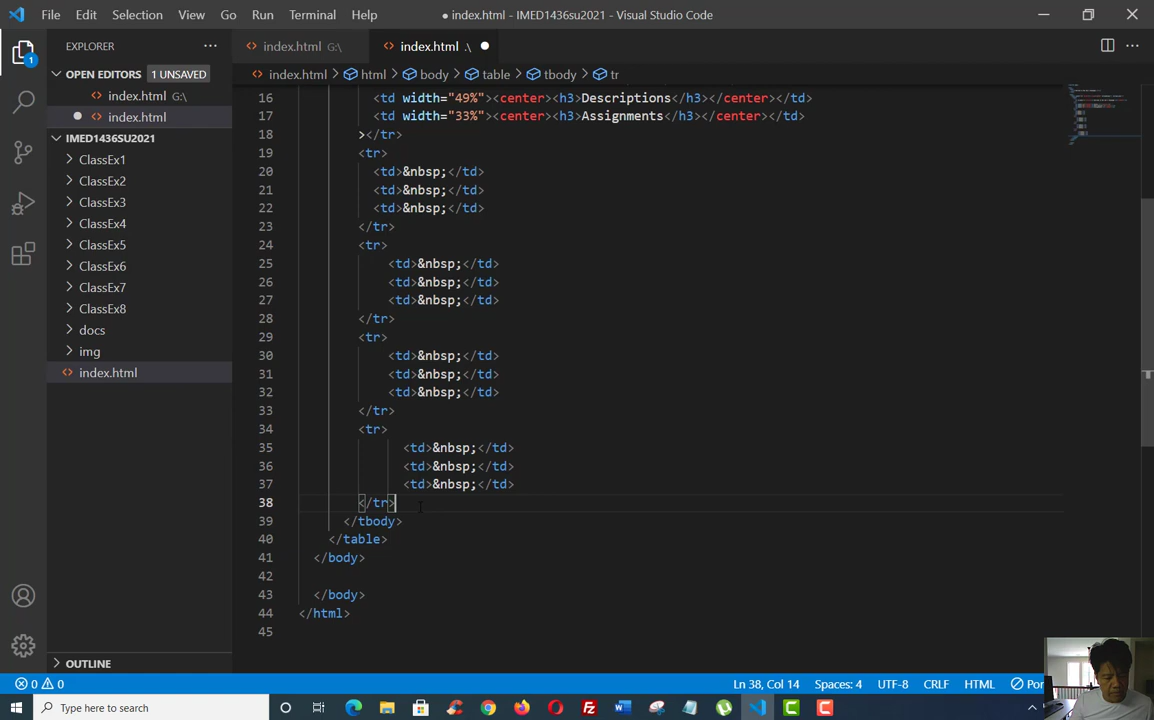 File Edit Selection View Go Run Terminal Help
● index.html - IMED1436su2021 - Visual Studio Code
EXPLORER
OPEN EDITORS 1 UNSAVED
index.html G:\
index.html
IMED1436SU2021
ClassEx1
ClassEx2
ClassEx3
ClassEx4
ClassEx5
ClassEx6
ClassEx7
ClassEx8
docs
img
index.html
OUTLINE
1
index.html G:\
index.html .\
index.html > html > body > table > tbody > tr
16 <td width="49%"><center><h3>Descriptions</h3></center></td>
17 <td width="33%"><center><h3>Assignments</h3></center></td>
18 ></tr>
19 <tr>
20 <td>&nbsp;</td>
21 <td>&nbsp;</td>
22 <td>&nbsp;</td>
23 </tr>
24 <tr>
25 <td>&nbsp;</td>
26 <td>&nbsp;</td>
27 <td>&nbsp;</td>
28 </tr>
29 <tr>
30 <td>&nbsp;</td>
31 <td>&nbsp;</td>
32 <td>&nbsp;</td>
33 </tr>
34 <tr>
35 <td>&nbsp;</td>
36 <td>&nbsp;</td>
37 <td>&nbsp;</td>
38 </tr>
39 </tbody>
40 </table>
41 </body>
42
43 </body>
44 </html>
45
0 0
Ln 38, Col 14 Spaces: 4 UTF-8 CRLF HTML
Type here to search